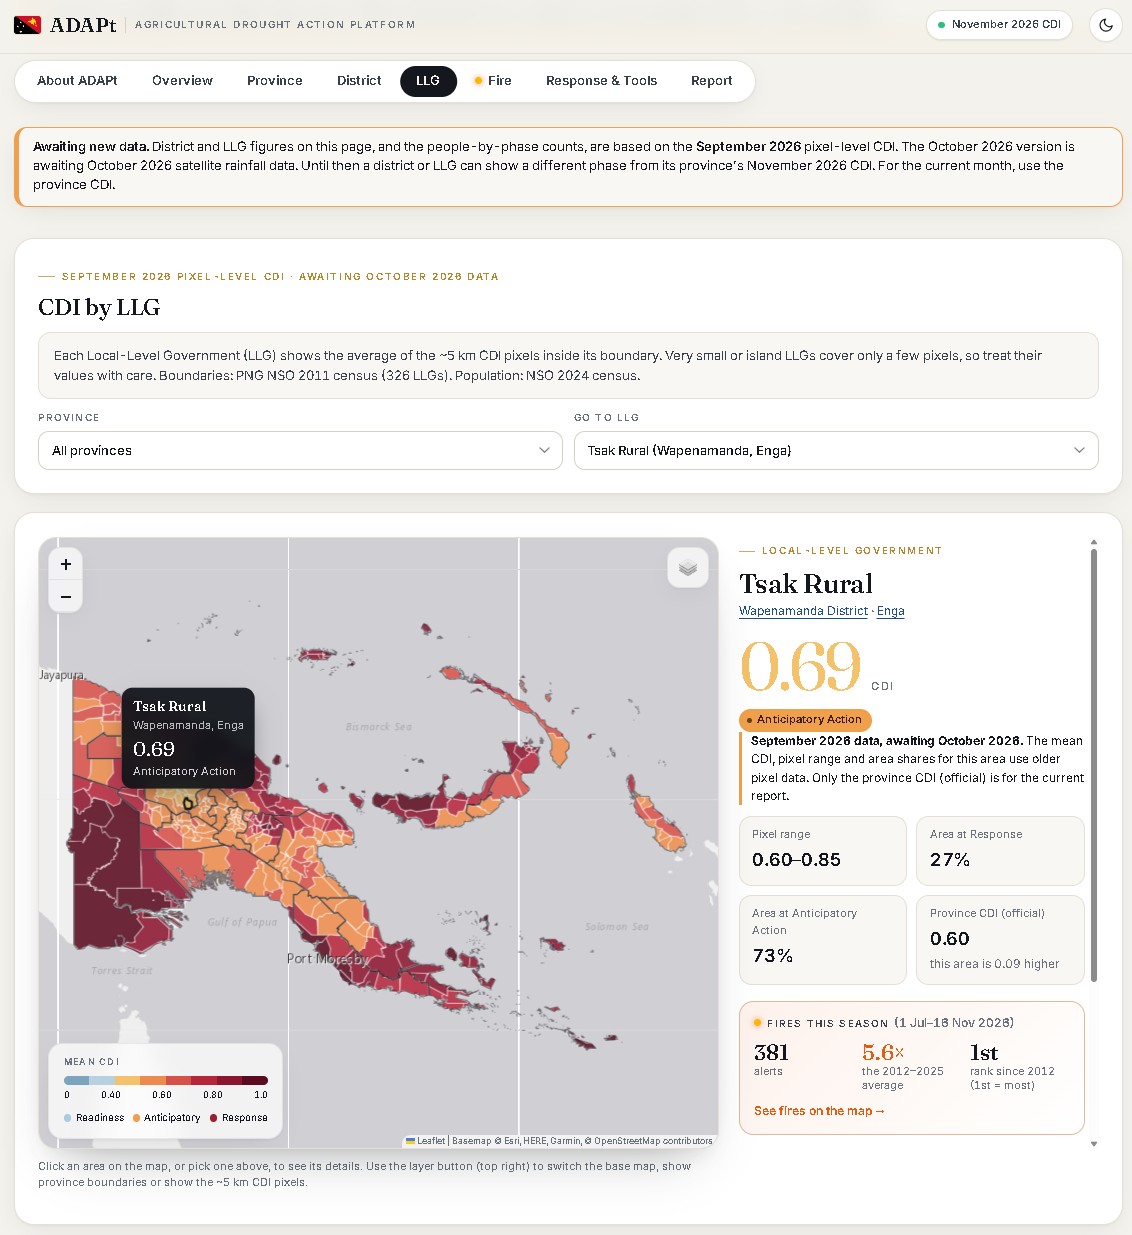 ADAPt
AGRICULTURAL DROUGHT ACTION PLATFORM
November 2026 CDI
About ADAPt
Overview
Province
District
LLG
Fire
Response & Tools
Report
Awaiting new data. District and LLG figures on this page, and the people-by-phase counts, are based on the September 2026 pixel-level CDI. The October 2026 version is
awaiting October 2026 satellite rainfall data. Until then a district or LLG can show a different phase from its province's November 2026 CDI. For the current month, use the
province CDI.
SEPTEMBER 2026 PIXEL-LEVEL CDI · AWAITING OCTOBER 2026 DATA
CDI by LLG
Each Local-Level Government (LLG) shows the average of the ~5 km CDI pixels inside its boundary. Very small or island LLGs cover only a few pixels, so treat their
values with care. Boundaries: PNG NSO 2011 census (326 LLGs). Population: NSO 2024 census.
PROVINCE
GO TO LLG
All provinces
Tsak Rural (Wapenamanda, Enga)
+
−
Jayapura
Tsak Rural
Wapenamanda, Enga
0.69
Anticipatory Action
Bismarck Sea
Gulf of Papua
Solomon Sea
Port Moresby
Torres Strait
MEAN CDI
0 0.40 0.60 0.80 1.0
Readiness Anticipatory Response
Leaflet | Basemap © Esri, HERE, Garmin, © OpenStreetMap contributors
Click an area on the map, or pick one above, to see its details. Use the layer button (top right) to switch the base map, show
province boundaries or show the ~5 km CDI pixels.
LOCAL-LEVEL GOVERNMENT
Tsak Rural
Wapenamanda District · Enga
0.69 CDI
Anticipatory Action
September 2026 data, awaiting October 2026. The mean
CDI, pixel range and area shares for this area use older
pixel data. Only the province CDI (official) is for the current
report.
Pixel range
0.60–0.85
Area at Response
27%
Area at Anticipatory
Action
73%
Province CDI (official)
0.60
this area is 0.09 higher
FIRES THIS SEASON (1 Jul–16 Nov 2026)
381
alerts
5.6×
the 2012–2025
average
1st
rank since 2012
(1st = most)
See fires on the map →